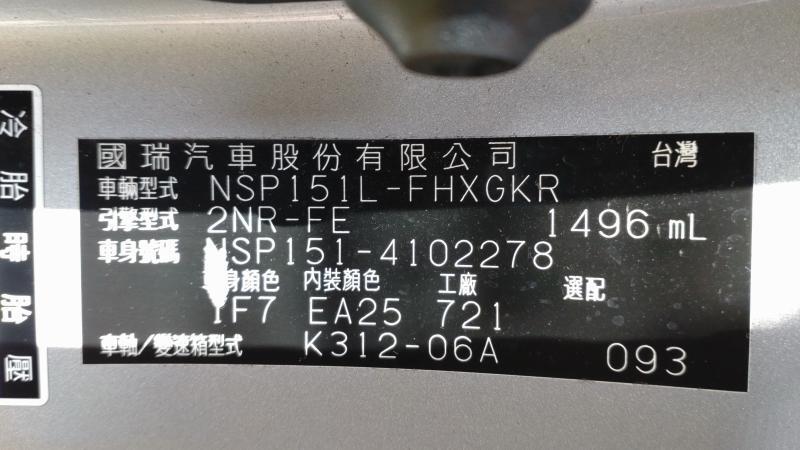 國瑞汽車股份有限公司 台灣
車輛型式 NSP151L-FHXGKR
引擎型式 2NR-FE 1496 mL
車身號碼 NSP151-4102278
車身顏色 內裝顏色 工廠 選配
1F7 EA25 721
車軸/變速箱型式 K312-06A 093
冷胎時胎壓